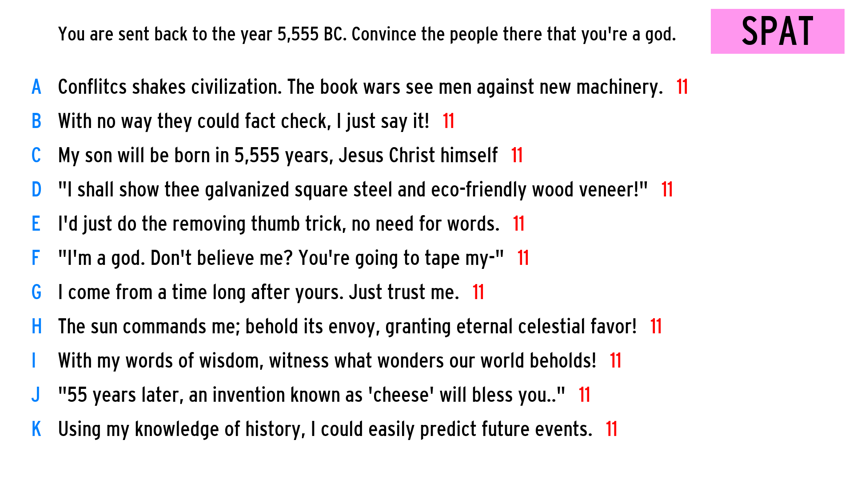 You are sent back to the year 5,555 BC. Convince the people there that you're a god.
SPAT
A Conflitcs shakes civilization. The book wars see men against new machinery. 11
B With no way they could fact check, I just say it! 11
C My son will be born in 5,555 years, Jesus Christ himself 11
D "I shall show thee galvanized square steel and eco-friendly wood veneer!" 11
E I'd just do the removing thumb trick, no need for words. 11
F "I'm a god. Don't believe me? You're going to tape my-" 11
G I come from a time long after yours. Just trust me. 11
H The sun commands me; behold its envoy, granting eternal celestial favor! 11
I With my words of wisdom, witness what wonders our world beholds! 11
J "55 years later, an invention known as 'cheese' will bless you.." 11
K Using my knowledge of history, I could easily predict future events. 11